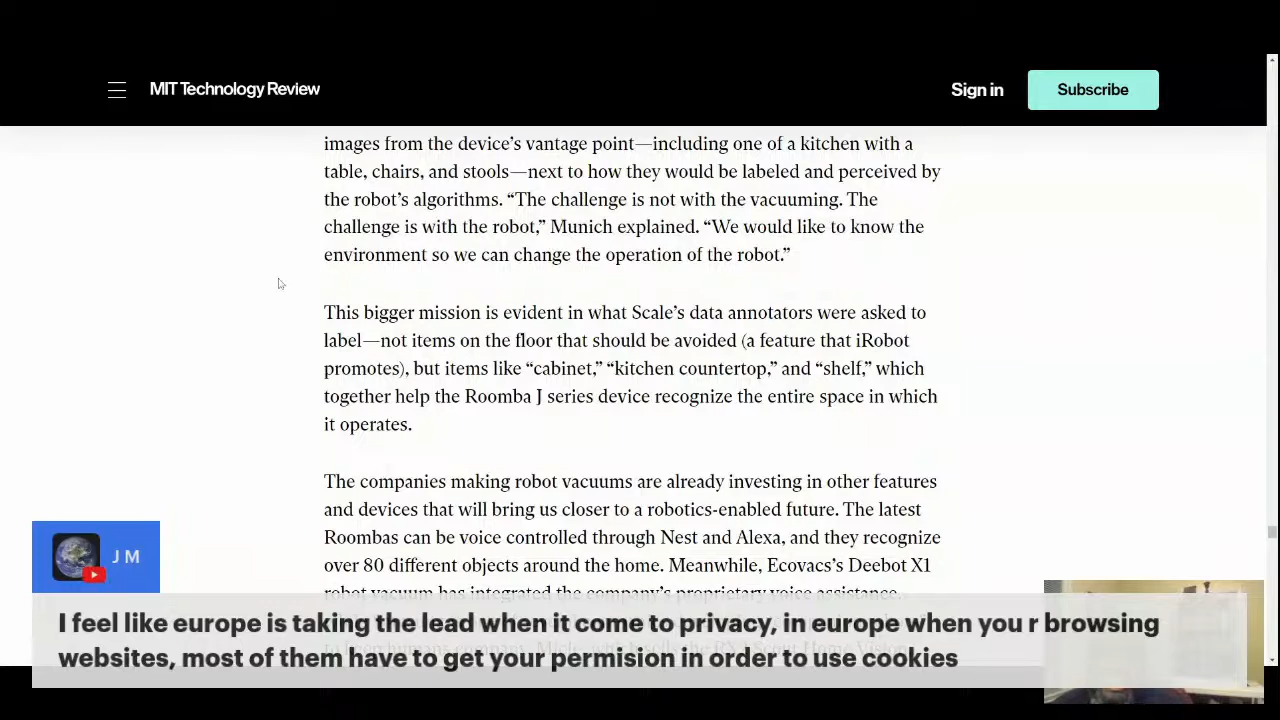 MIT Technology Review
Sign in
Subscribe
images from the device’s vantage point—including one of a kitchen with a
table, chairs, and stools—next to how they would be labeled and perceived by
the robot’s algorithms. “The challenge is not with the vacuuming. The
challenge is with the robot,” Munich explained. “We would like to know the
environment so we can change the operation of the robot.”
This bigger mission is evident in what Scale’s data annotators were asked to
label—not items on the floor that should be avoided (a feature that iRobot
promotes), but items like “cabinet,” “kitchen countertop,” and “shelf,” which
together help the Roomba J series device recognize the entire space in which
it operates.
The companies making robot vacuums are already investing in other features
and devices that will bring us closer to a robotics-enabled future. The latest
Roombas can be voice controlled through Nest and Alexa, and they recognize
over 80 different objects around the home. Meanwhile, Ecovacs’s Deebot X1
robot vacuum has integrated the company’s proprietary voice assistance.
J M
I feel like europe is taking the lead when it come to privacy, in europe when you r browsing
websites, most of them have to get your permision in order to use cookies